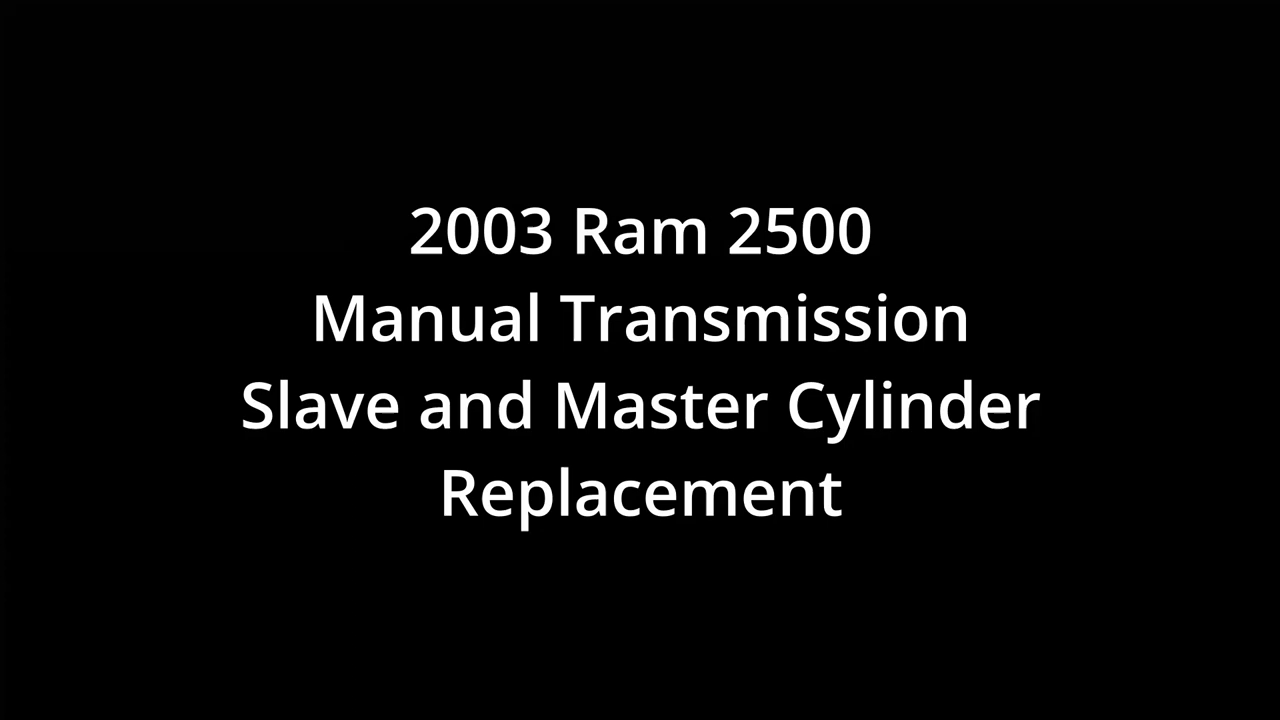 2003 Ram 2500
Manual Transmission
Slave and Master Cylinder
Replacement